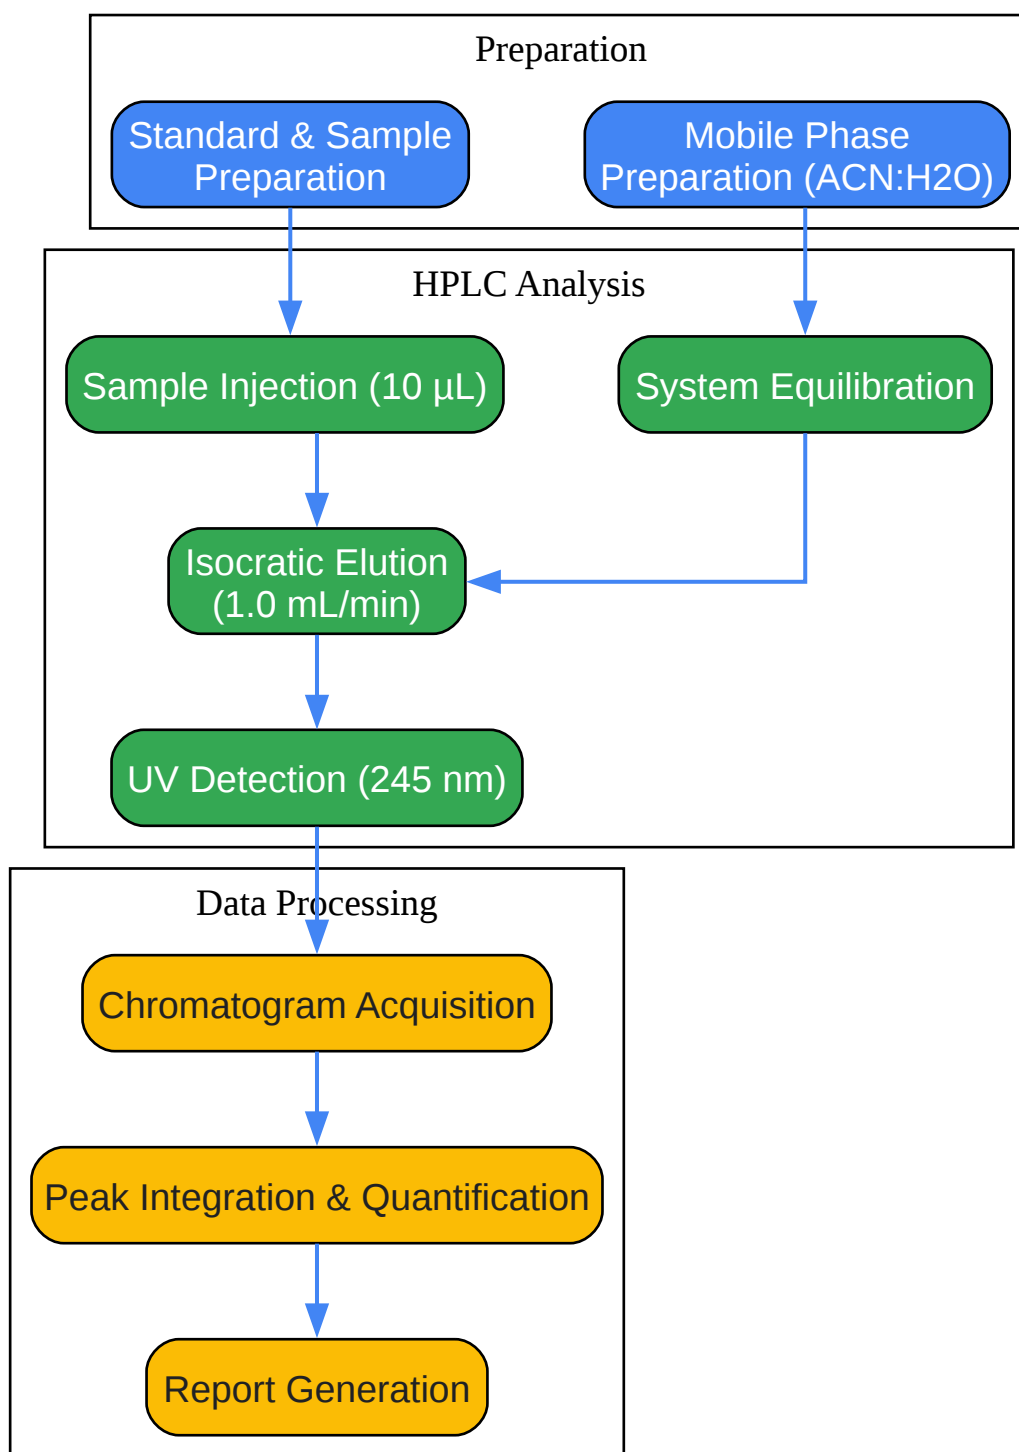 Preparation
Standard & Sample
Preparation
Mobile Phase
Preparation (ACN:H2O)
HPLC Analysis
Sample Injection (10 µL)
System Equilibration
Isocratic Elution
(1.0 mL/min)
UV Detection (245 nm)
Data Processing
Chromatogram Acquisition
Peak Integration & Quantification
Report Generation